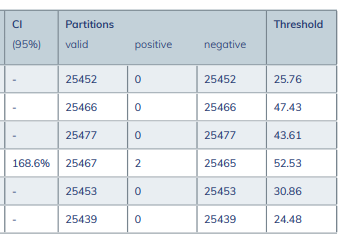 CI Partitions Threshold
(95%) valid positive negative
- 25452 0 25452 25.76
- 25466 0 25466 47.43
- 25477 0 25477 43.61
168.6% 25467 2 25465 52.53
- 25453 0 25453 30.86
- 25439 0 25439 24.48